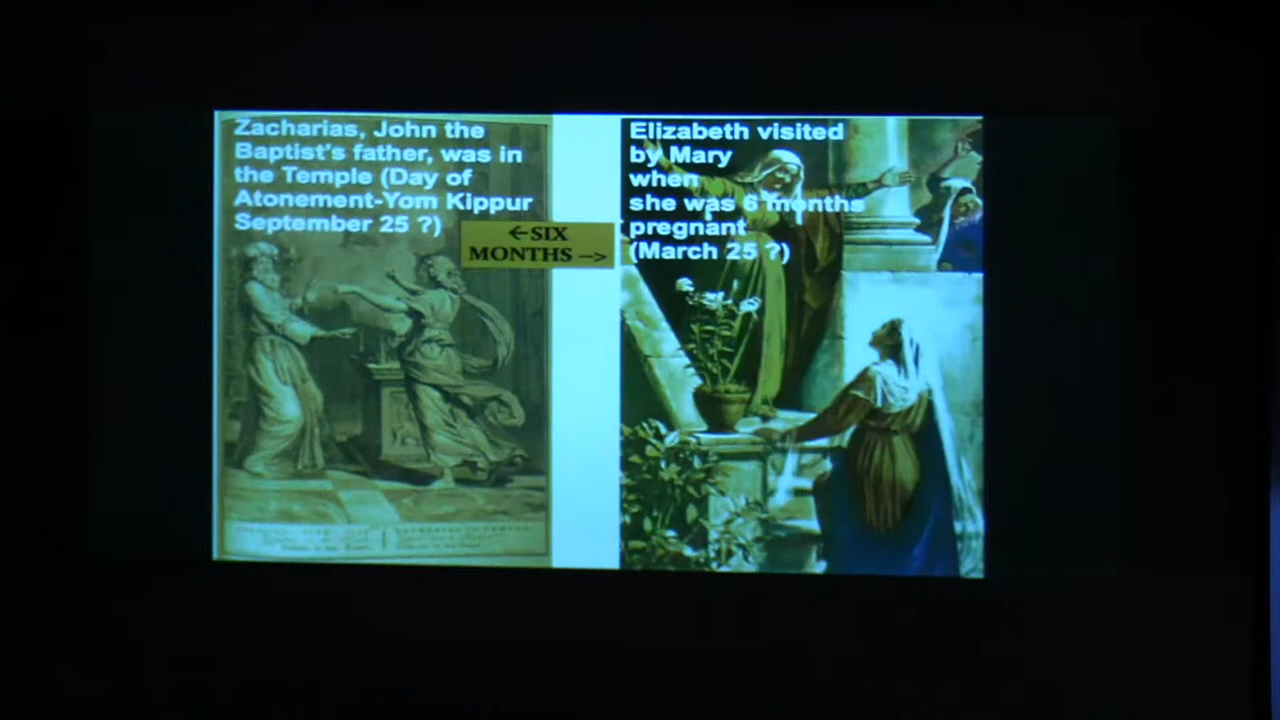 Zacharias, John the
Baptist's father, was in
the Temple (Day of
Atonement-Yom Kippur
September 25 ?)
←SIX
MONTHS -->
Elizabeth visited
by Mary
when
she was 6 months
pregnant
(March 25 ?)